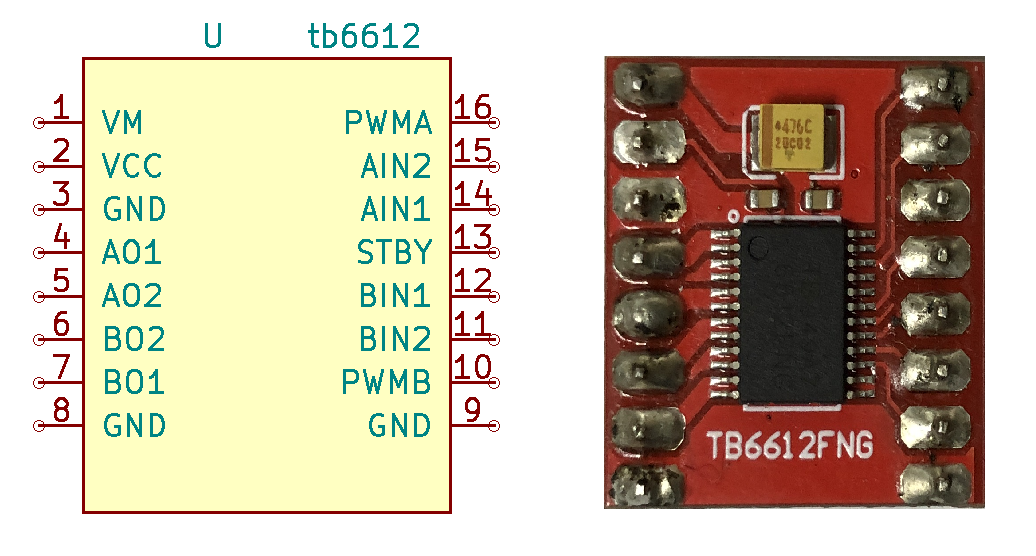 U tb6612
1 VM PWMA 16
2 VCC AIN2 15
3 GND AIN1 14
4 AO1 STBY 13
5 AO2 BIN1 12
6 BO2 BIN2 11
7 BO1 PWMB 10
8 GND GND 9
476C
TB6612FNG